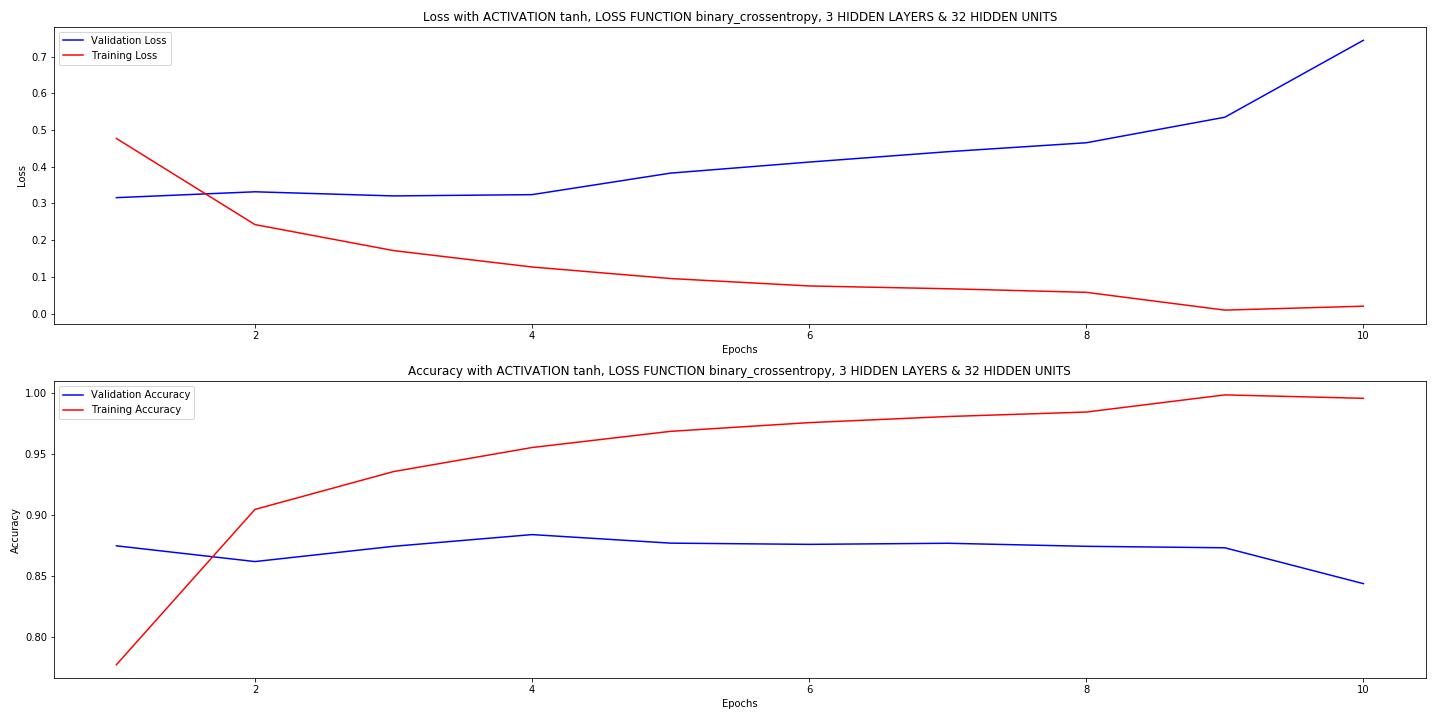 Loss with ACTIVATION tanh, LOSS FUNCTION binary_crossentropy, 3 HIDDEN LAYERS & 32 HIDDEN UNITS
Validation Loss
Training Loss
0.7
0.6
0.5
0.4
0.3
0.2
0.1
0.0
Loss
2 4 6 8 10
Epochs
Accuracy with ACTIVATION tanh, LOSS FUNCTION binary_crossentropy, 3 HIDDEN LAYERS & 32 HIDDEN UNITS
Validation Accuracy
Training Accuracy
1.00
0.95
0.90
0.85
0.80
Accuracy
2 4 6 8 10
Epochs